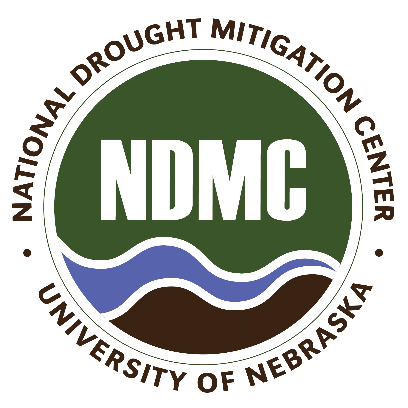 NATIONAL DROUGHT MITIGATION CENTER
NDMC
UNIVERSITY OF NEBRASKA